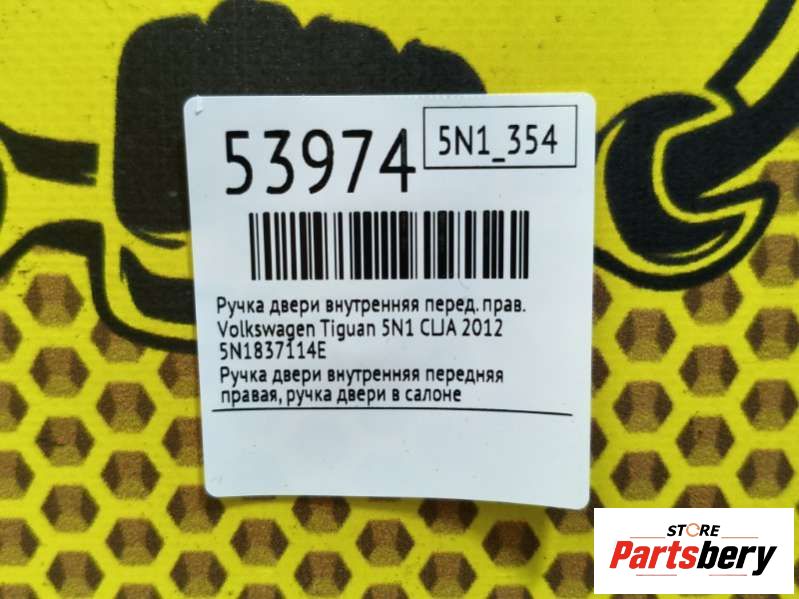 53974
5N1_354
Ручка двери внутренняя перед. прав.
Volkswagen Tiguan 5N1 CLJA 2012
5N1837114E
Ручка двери внутренняя передняя
правая, ручка двери в салоне
STORE
Partsbery